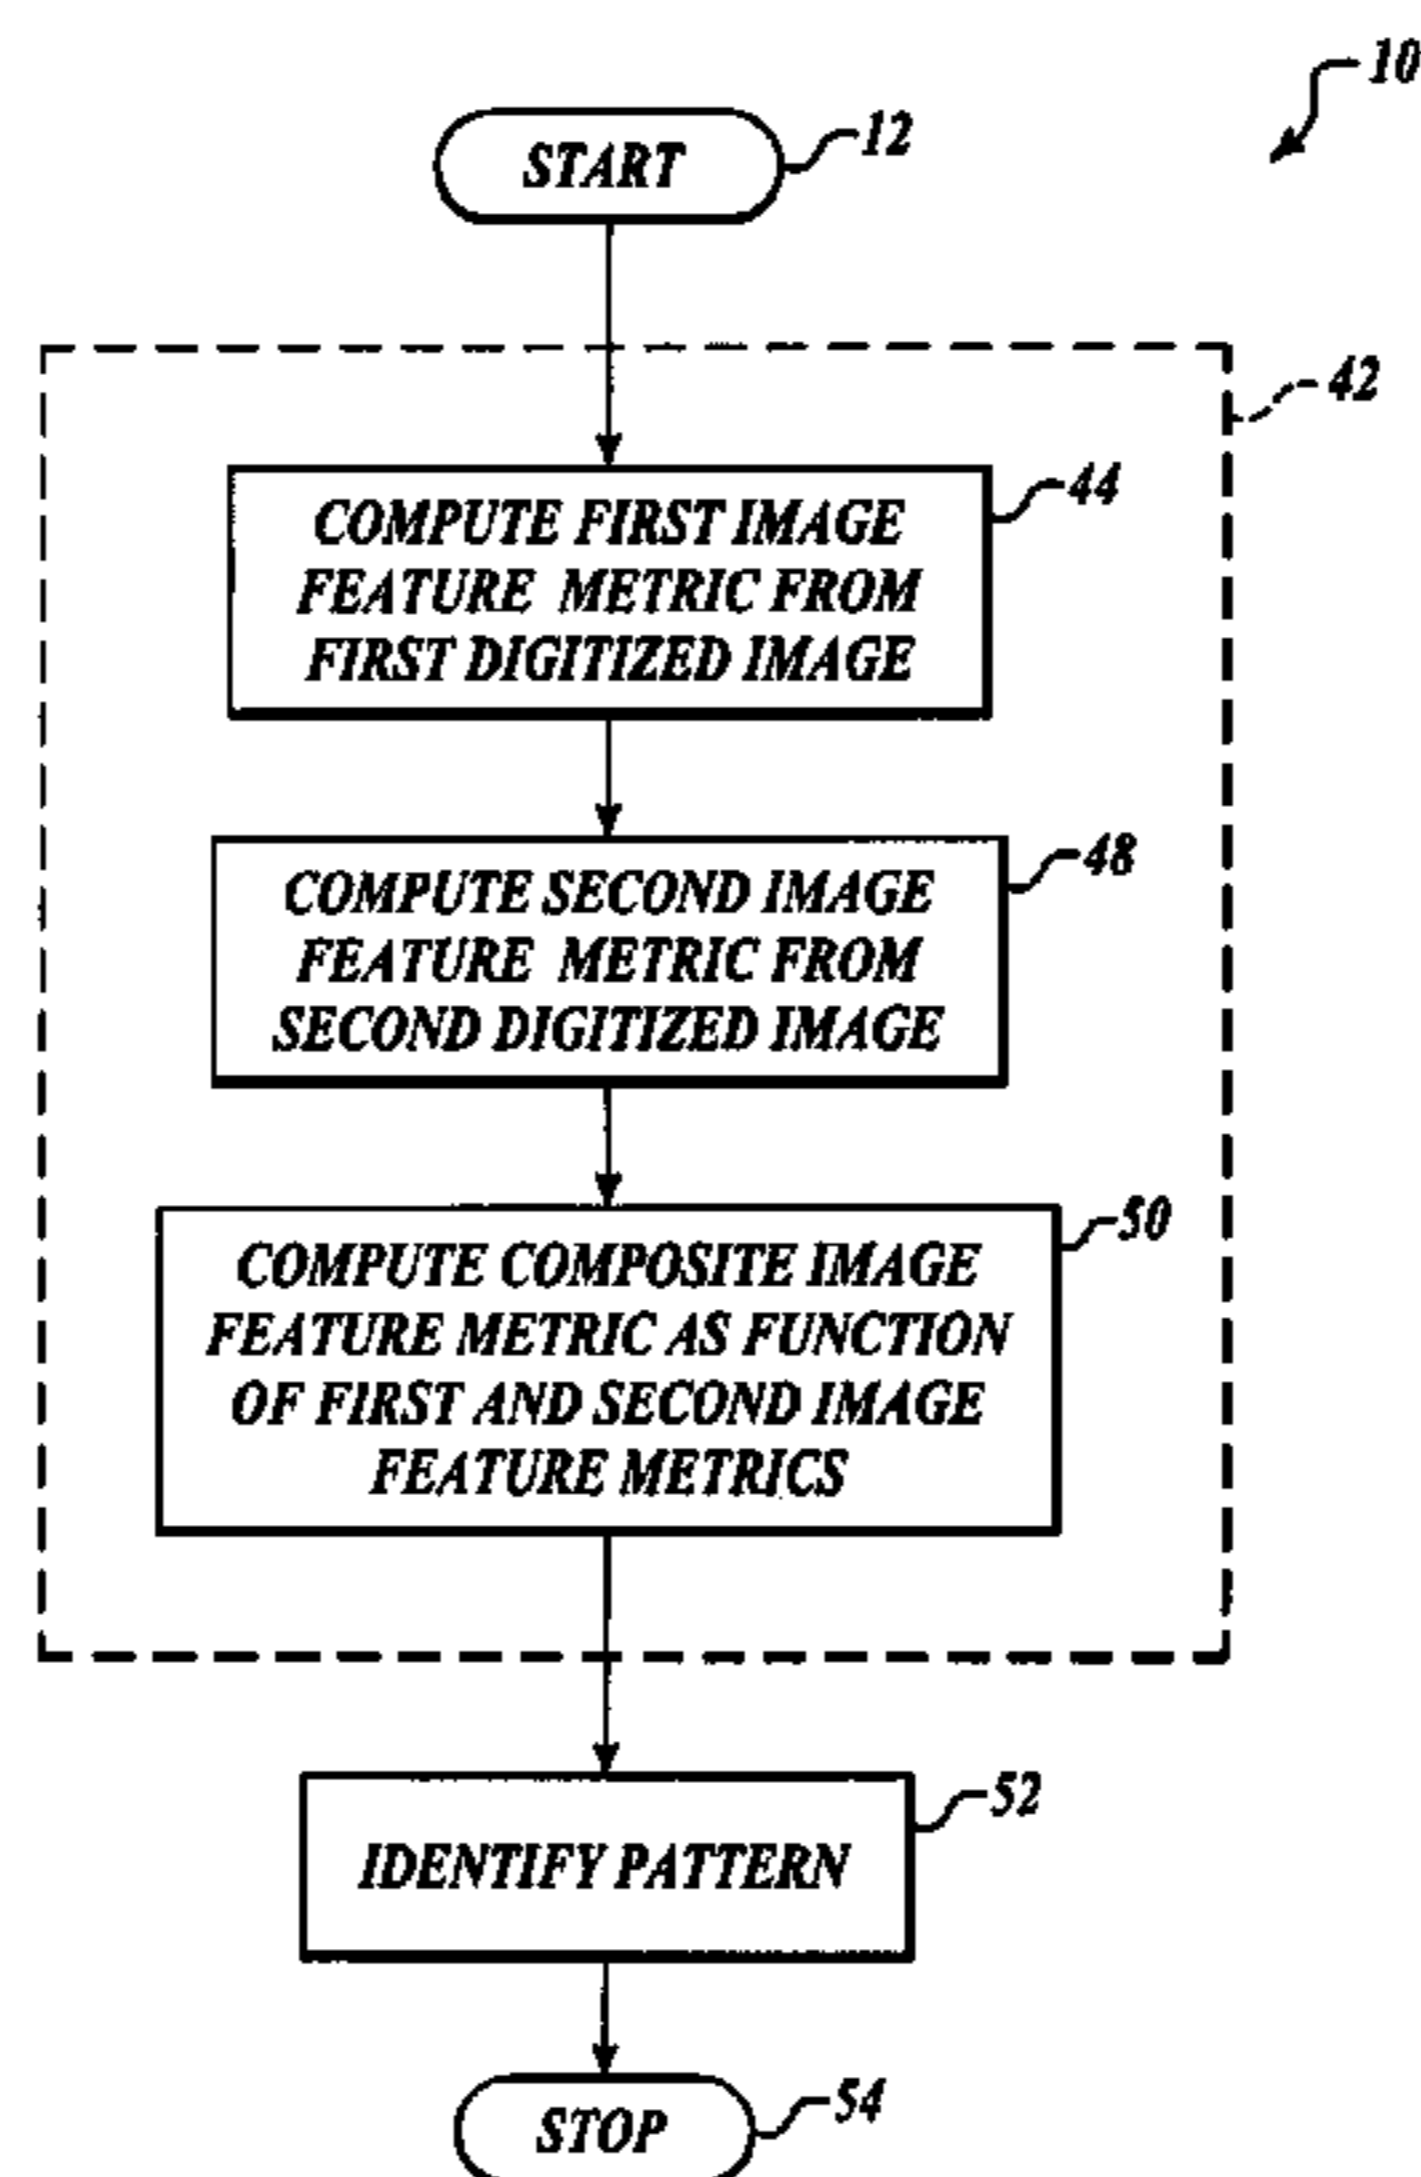 10
START
12
42
COMPUTE FIRST IMAGE
FEATURE METRIC FROM
FIRST DIGITIZED IMAGE
44
COMPUTE SECOND IMAGE
FEATURE METRIC FROM
SECOND DIGITIZED IMAGE
48
COMPUTE COMPOSITE IMAGE
FEATURE METRIC AS FUNCTION
OF FIRST AND SECOND IMAGE
FEATURE METRICS
50
IDENTIFY PATTERN
52
STOP
54